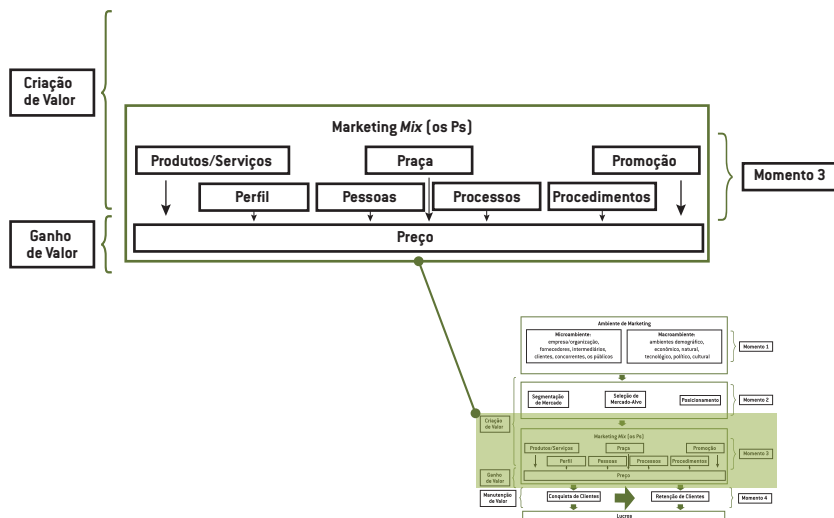 Criação
de Valor
Marketing Mix (os Ps)
Produtos/Serviços
Praça
Promoção
Momento 3
Perfil
Pessoas
Processos
Procedimentos
Ganho
de Valor
Preço
Ambiente de Marketing
Microambiente:
empresa/organização,
fornecedores, intermediários,
clientes, concorrentes, os públicos
Macroambiente:
ambientes demográfico,
econômico, natural,
tecnológico, político, cultural
Momento 1
Segmentação
de Mercado
Seleção de
Mercado-Alvo
Posicionamento
Momento 2
Criação
de Valor
Marketing Mix (os Ps)
Produtos/Serviços
Praça
Promoção
Momento 3
Perfil
Pessoas
Processos
Procedimentos
Ganho
de Valor
Preço
Manutenção
de Valor
Conquista de Clientes
Retenção de Clientes
Momento 4
Lucros